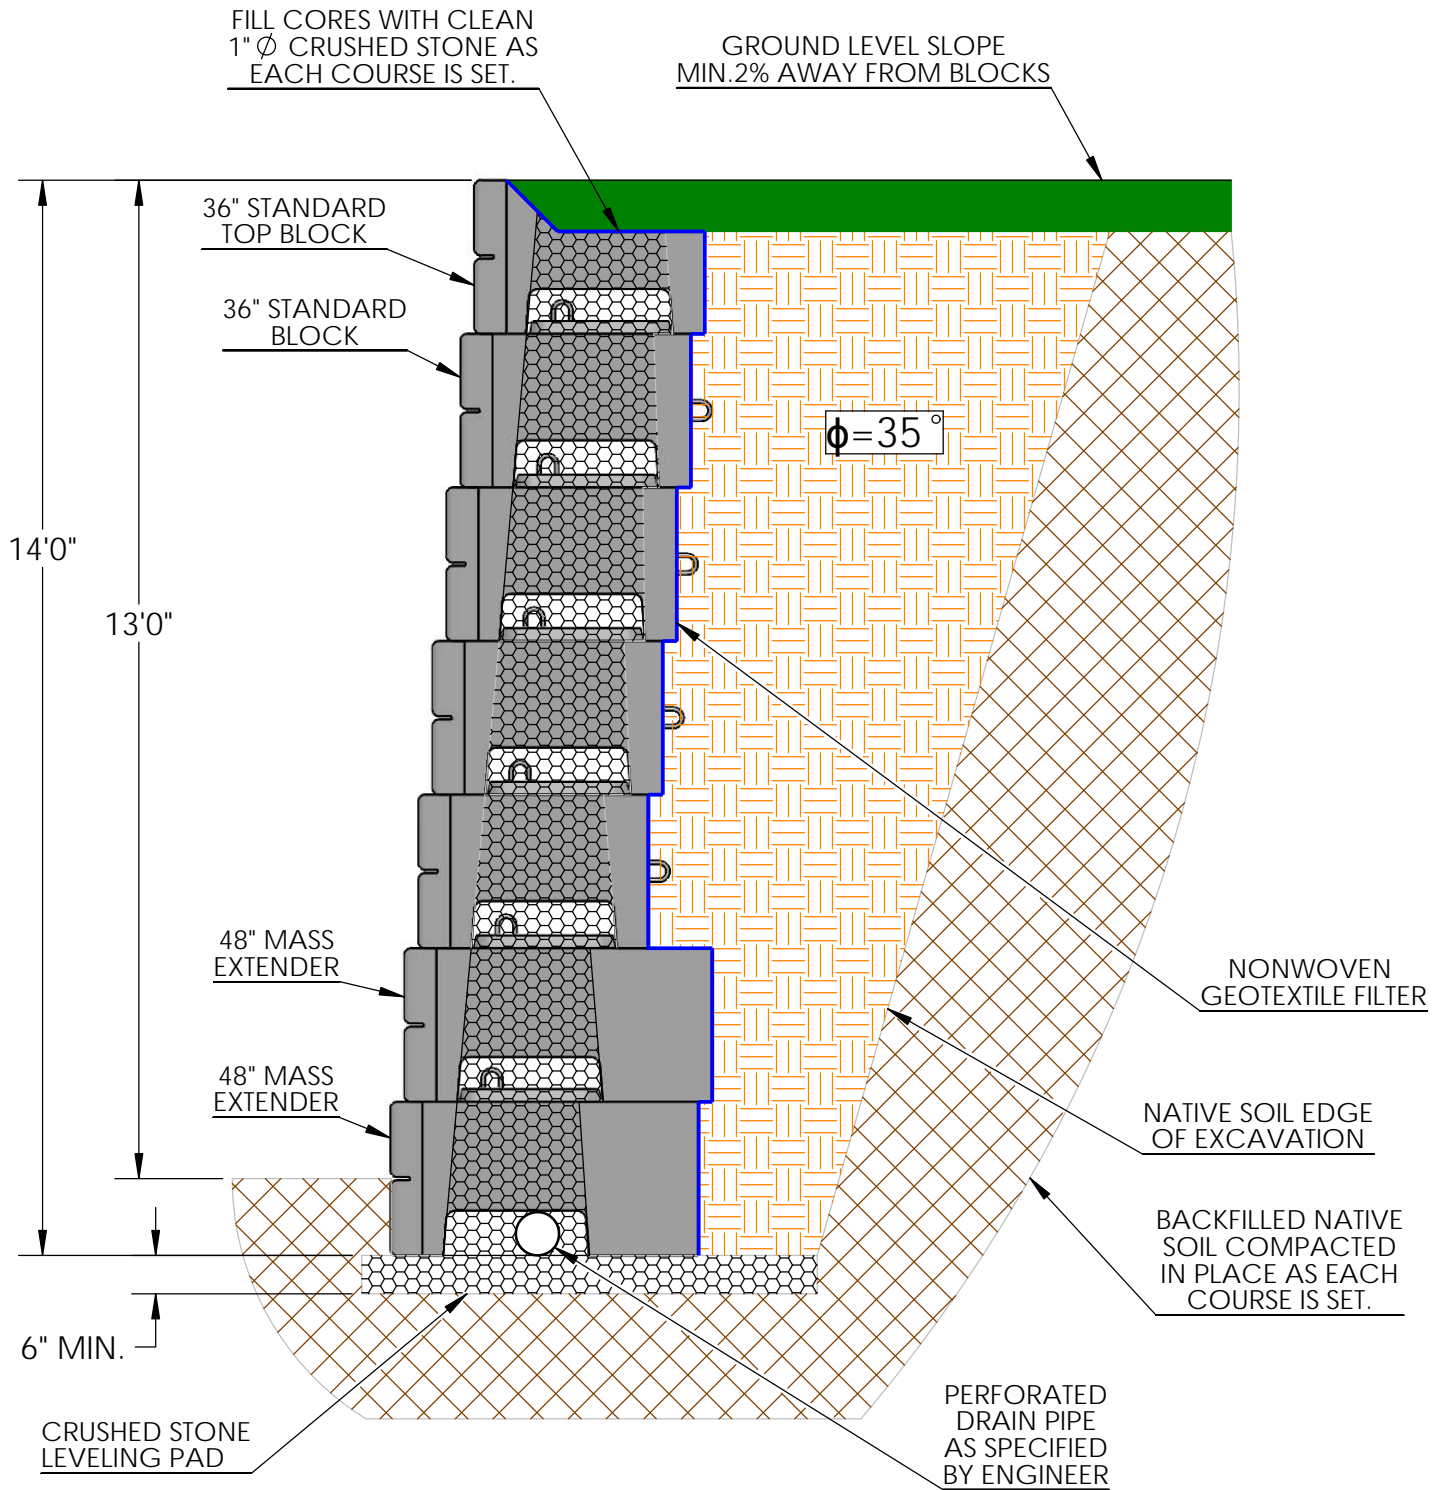 FILL CORES WITH CLEAN
1"∅ CRUSHED STONE AS
EACH COURSE IS SET.
GROUND LEVEL SLOPE
MIN.2% AWAY FROM BLOCKS
36" STANDARD
TOP BLOCK
36" STANDARD
BLOCK
ϕ=35°
14'0"
13'0"
48" MASS
EXTENDER
NONWOVEN
GEOTEXTILE FILTER
48" MASS
EXTENDER
NATIVE SOIL EDGE
OF EXCAVATION
BACKFILLED NATIVE
SOIL COMPACTED
IN PLACE AS EACH
COURSE IS SET.
6" MIN.
PERFORATED
DRAIN PIPE
AS SPECIFIED
BY ENGINEER
CRUSHED STONE
LEVELING PAD